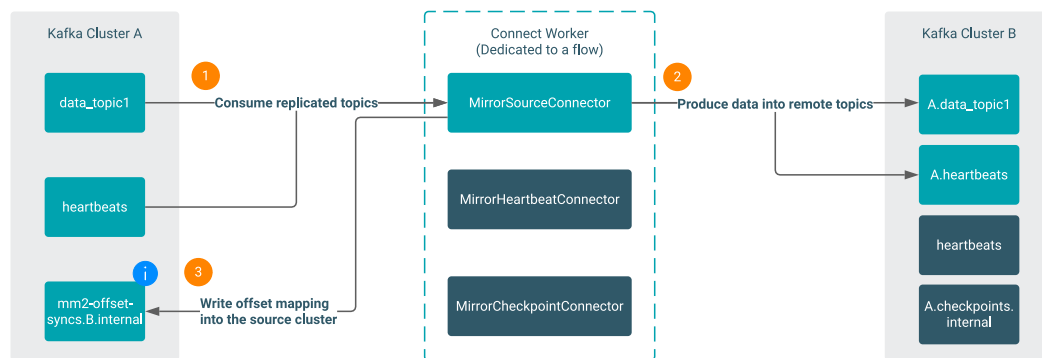 Kafka Cluster A
data_topic1
heartbeats
i
mm2-offset-
syncs.B.internal
1
Consume replicated topics
3
Write offset mapping
into the source cluster
Connect Worker
(Dedicated to a flow)
MirrorSourceConnector
MirrorHeartbeatConnector
MirrorCheckpointConnector
2
Produce data into remote topics
Kafka Cluster B
A.data_topic1
A.heartbeats
heartbeats
A.checkpoints.
internal